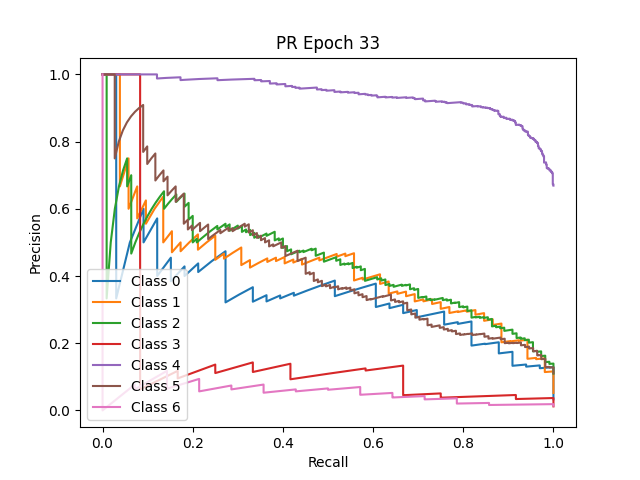 PR Epoch 33
Precision
1.0
0.8
0.6
0.4
0.2
0.0
Class 0
Class 1
Class 2
Class 3
Class 4
Class 5
Class 6
0.0 0.2 0.4 0.6 0.8 1.0
Recall